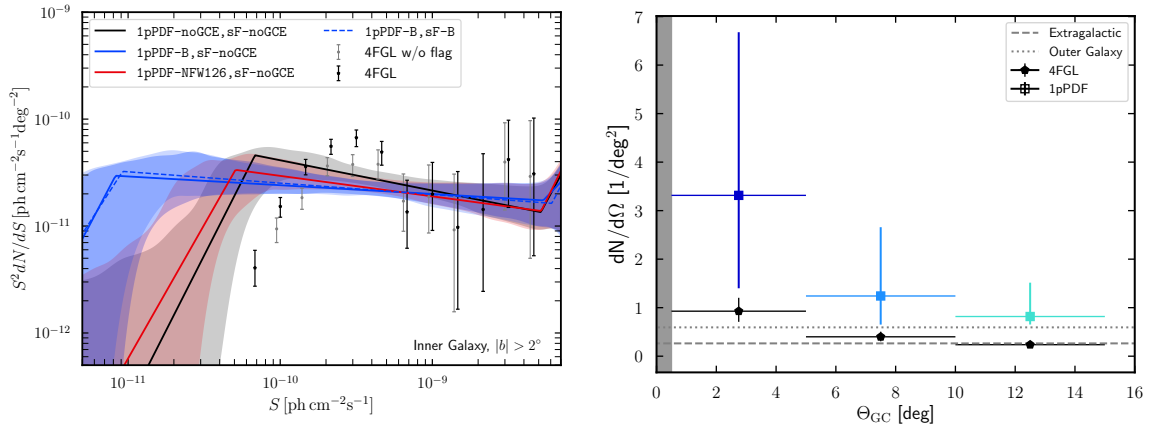 10⁻⁹
10⁻¹⁰
10⁻¹¹
10⁻¹²
S²dN/dS [ph cm⁻²s⁻¹deg⁻²]
1pPDF-noGCE,sF-noGCE
1pPDF-B,sF-noGCE
1pPDF-NFW126,sF-noGCE
1pPDF-B,sF-B
4FGL w/o flag
4FGL
Inner Galaxy, |b| > 2°
10⁻¹¹
10⁻¹⁰
10⁻⁹
S [ph cm⁻²s⁻¹]
7
6
5
4
3
2
1
0
dN/dΩ [1/deg²]
Extragalactic
Outer Galaxy
4FGL
1pPDF
0
2
4
6
8
10
12
14
16
Θ_GC [deg]